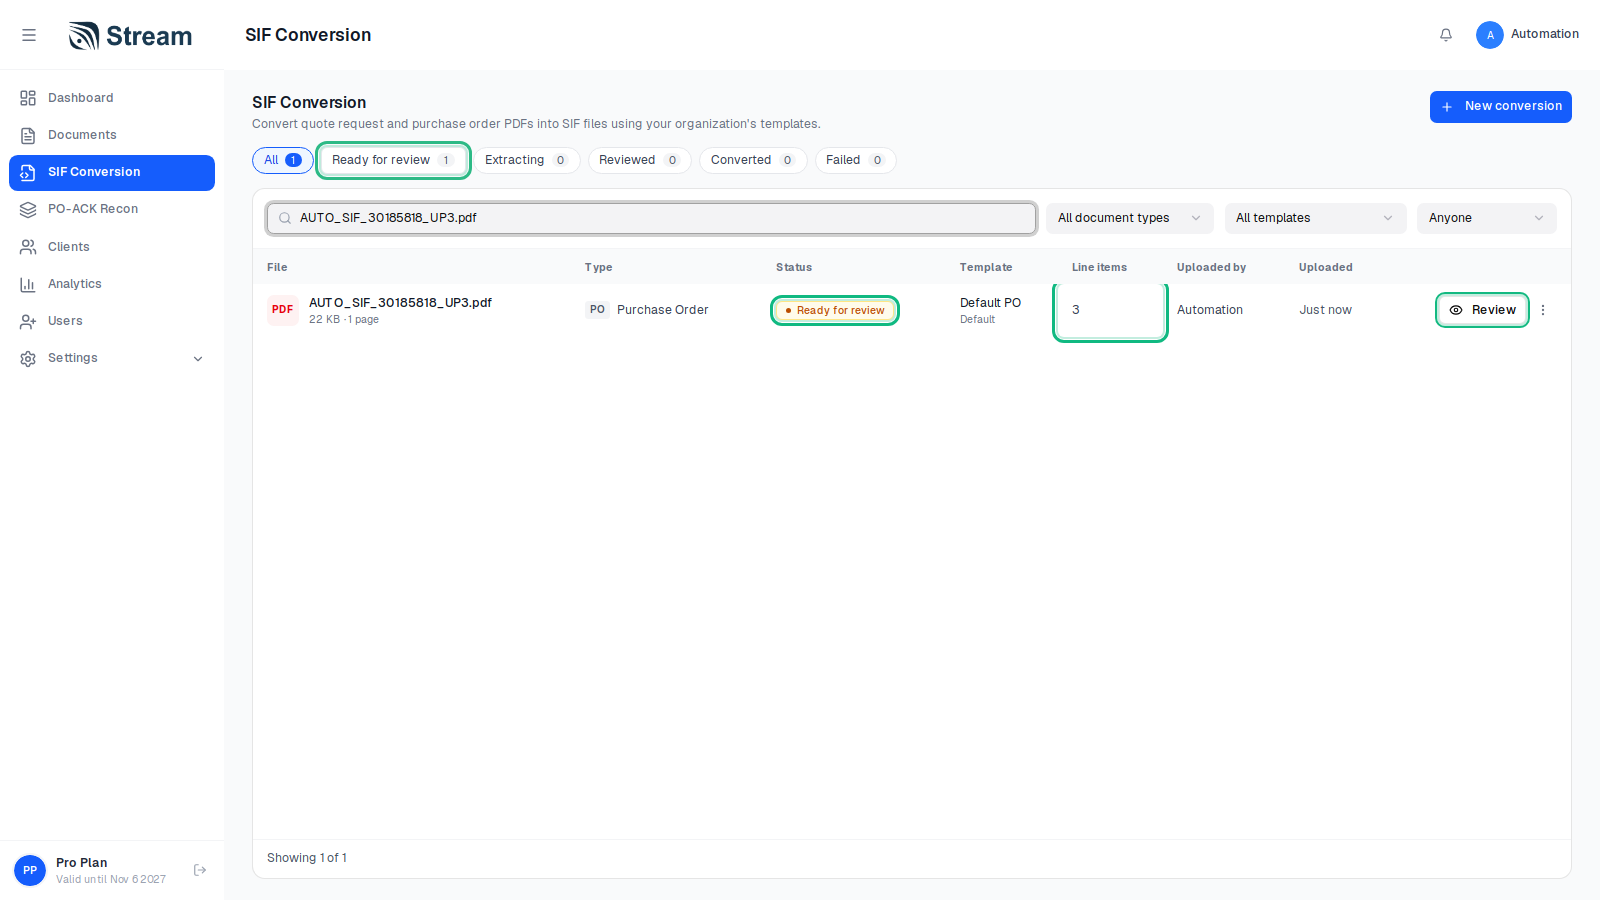 Stream
SIF Conversion
A
Automation
Dashboard
Documents
SIF Conversion
PO-ACK Recon
Clients
Analytics
Users
Settings
SIF Conversion
Convert quote request and purchase order PDFs into SIF files using your organization's templates.
New conversion
All 1
Ready for review 1
Extracting 0
Reviewed 0
Converted 0
Failed 0
AUTO_SIF_30185818_UP3.pdf
All document types
All templates
Anyone
File Type Status Template Line items Uploaded by Uploaded
PDF
AUTO_SIF_30185818_UP3.pdf
22 KB · 1 page
PO Purchase Order
Ready for review
Default PO
Default
3
Automation
Just now
Review
Showing 1 of 1
PP
Pro Plan
Valid until Nov 6 2027